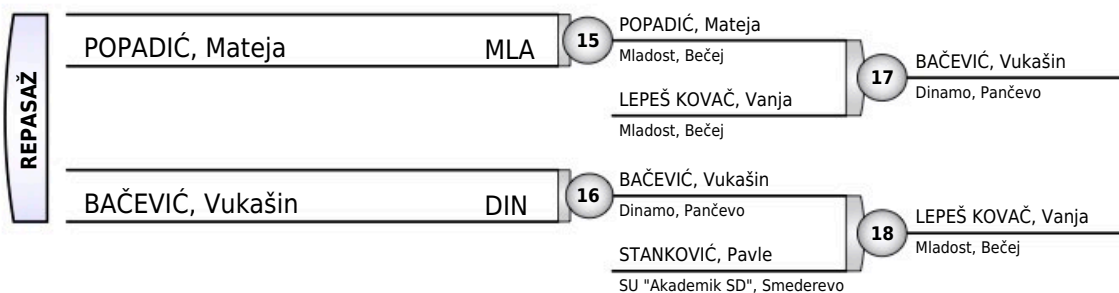 REPASAŽ
POPADIĆ, Mateja MLA
15
POPADIĆ, Mateja
Mladost, Bečej
LEPEŠ KOVAČ, Vanja
Mladost, Bečej
17
BAČEVIĆ, Vukašin
Dinamo, Pančevo
BAČEVIĆ, Vukašin DIN
16
BAČEVIĆ, Vukašin
Dinamo, Pančevo
STANKOVIĆ, Pavle
SU "Akademik SD", Smederevo
18
LEPEŠ KOVAČ, Vanja
Mladost, Bečej